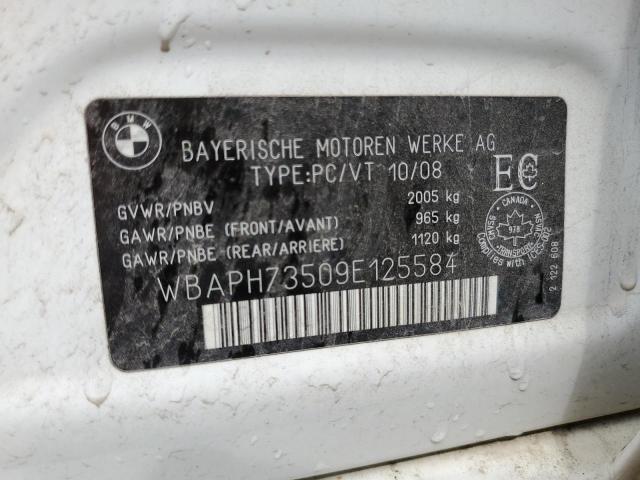 BMW
BAYERISCHE MOTOREN WERKE AG
TYPE:PC/VT 10/08
EC
GVWR/PNBV 2005 kg
GAWR/PNBE (FRONT/AVANT) 965 kg
GAWR/PNBE (REAR/ARRIERE) 1120 kg
WBAPH73509E125584
CANADA
978
TRANSPORT
2 122 608